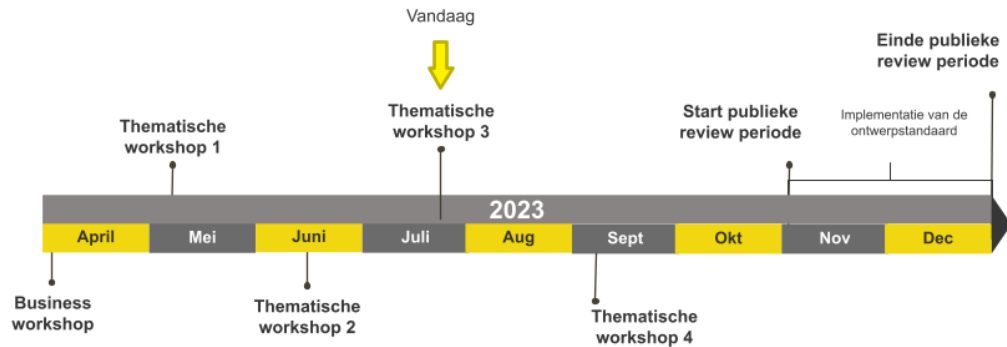 Vandaag
Einde publieke
review periode
Thematische
workshop 3
Start publieke
review periode
Implementatie van de
ontwerpstandaard
Thematische
workshop 1
2023
April
Mei
Juni
Juli
Aug
Sept
Okt
Nov
Dec
Business
workshop
Thematische
workshop 2
Thematische
workshop 4